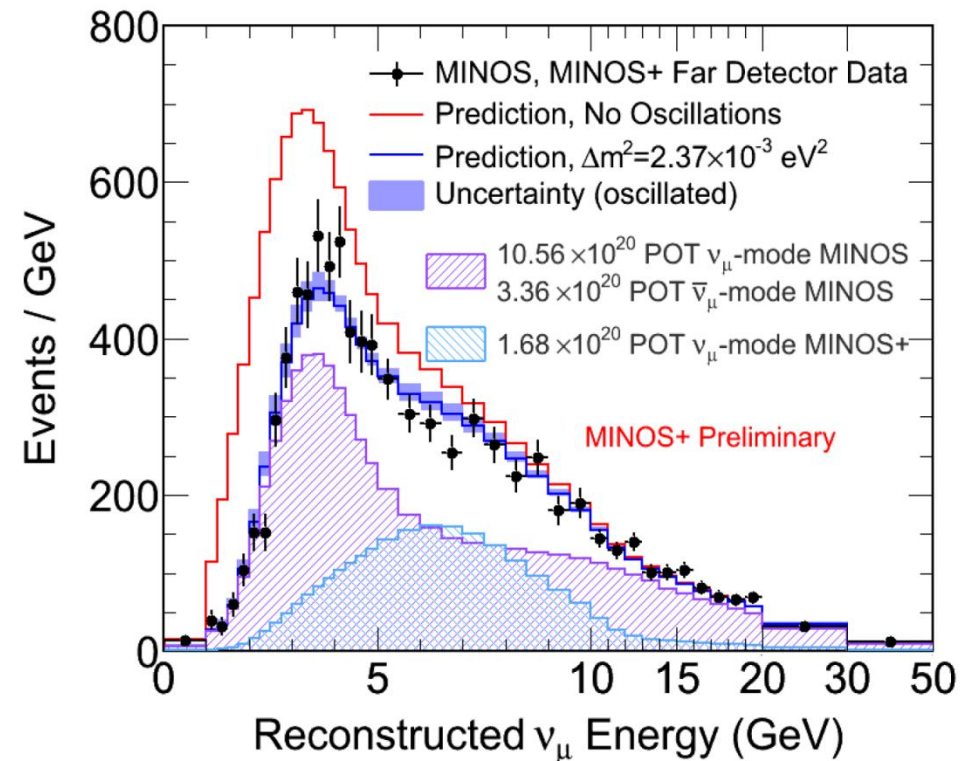 800
600
400
200
0
Events / GeV
MINOS, MINOS+ Far Detector Data
Prediction, No Oscillations
Prediction, Δm²=2.37×10⁻³ eV²
Uncertainty (oscillated)
10.56×10²⁰ POT νμ-mode MINOS
3.36×10²⁰ POT ν̄μ-mode MINOS
1.68×10²⁰ POT νμ-mode MINOS+
MINOS+ Preliminary
0 5 10 15 20 30 50
Reconstructed νμ Energy (GeV)